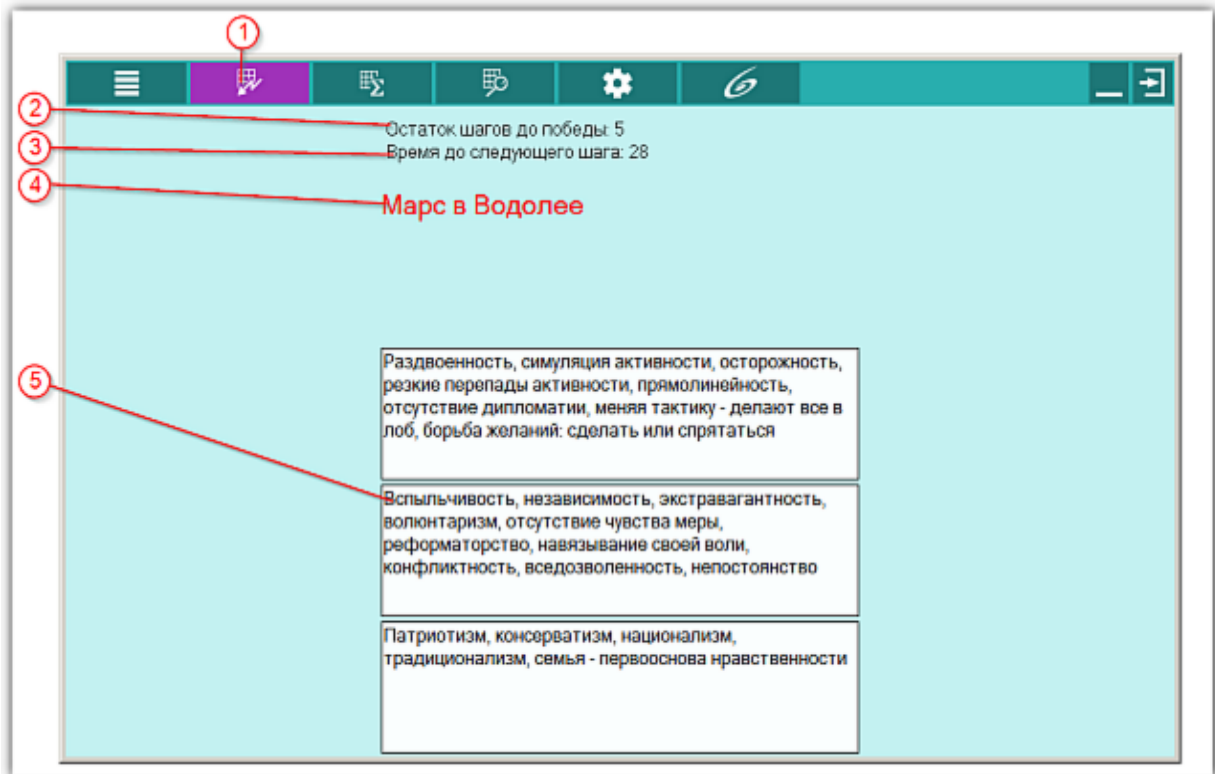 1
2
Остаток шагов до победы: 5
3
Время до следующего шага: 28
4
Марс в Водолее
Раздвоенность, симуляция активности, осторожность,
резкие перепады активности, прямолинейность,
отсутствие дипломатии, меняя тактику - делают все в
лоб, борьба желаний: сделать или спрятаться
5
Вспыльчивость, независимость, экстравагантность,
волюнтаризм, отсутствие чувства меры,
реформаторство, навязывание своей воли,
конфликтность, вседозволенность, непостоянство
Патриотизм, консерватизм, национализм,
традиционализм, семья - первооснова нравственности